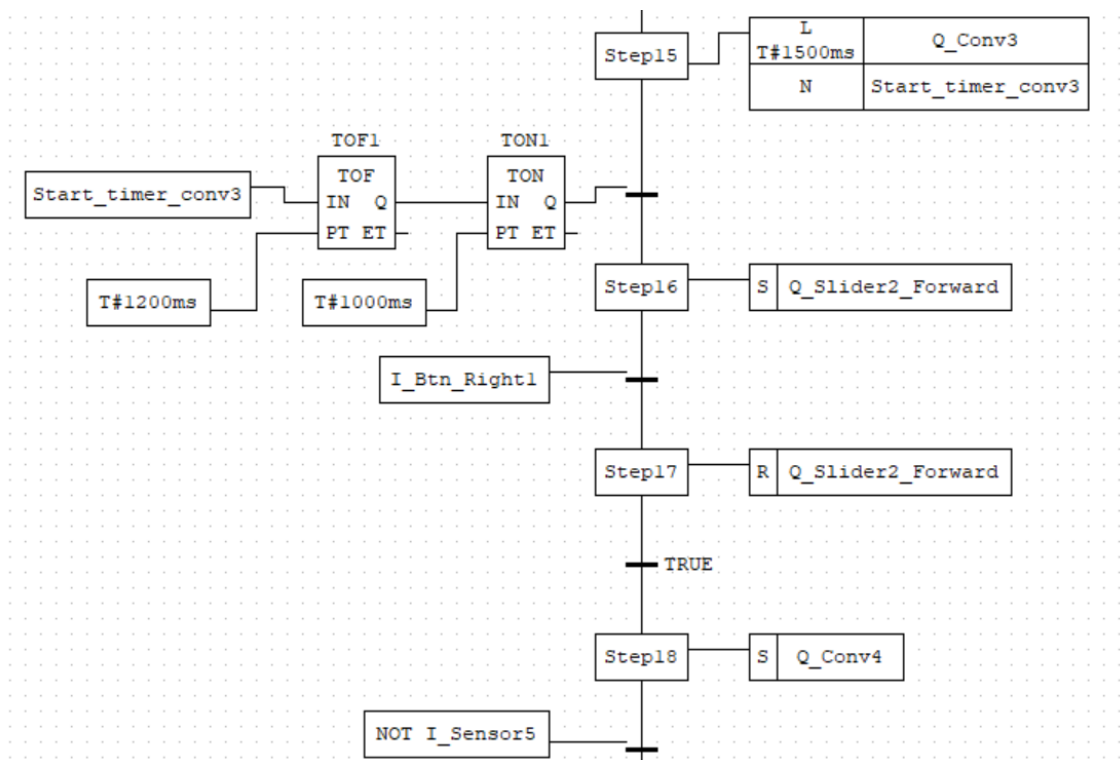 Step15
L
T#1500ms
Q_Conv3
N
Start_timer_conv3
TOF1
TON1
TOF
TON
Start_timer_conv3
IN Q
IN Q
PT ET
PT ET
T#1200ms
T#1000ms
Step16
S
Q_Slider2_Forward
I_Btn_Right1
Step17
R
Q_Slider2_Forward
TRUE
Step18
S
Q_Conv4
NOT I_Sensor5